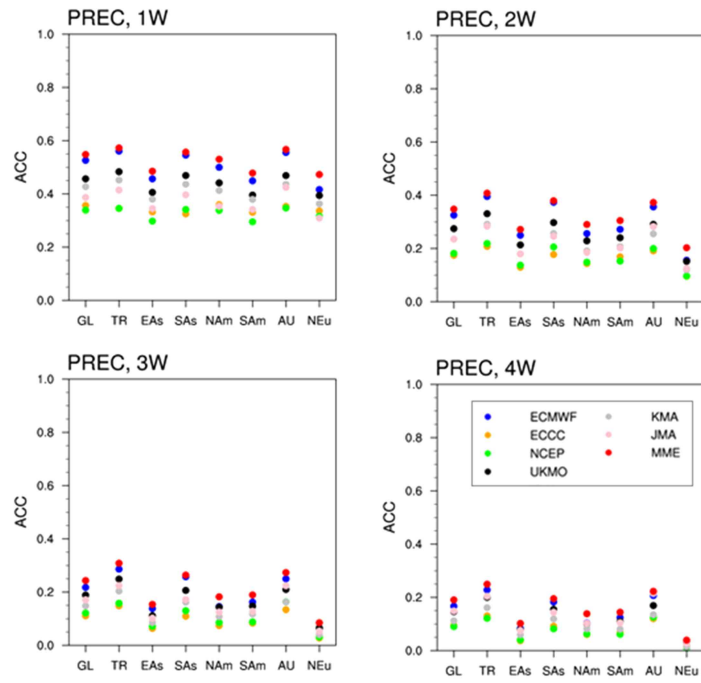 PREC, 1W
1.0
0.8
0.6
0.4
0.2
0.0
ACC
GL TR EAs SAs NAm SAm AU NEu
PREC, 2W
1.0
0.8
0.6
0.4
0.2
0.0
ACC
GL TR EAs SAs NAm SAm AU NEu
PREC, 3W
1.0
0.8
0.6
0.4
0.2
0.0
ACC
GL TR EAs SAs NAm SAm AU NEu
PREC, 4W
1.0
0.8
0.6
0.4
0.2
0.0
ACC
ECMWF KMA
ECCC JMA
NCEP MME
UKMO
GL TR EAs SAs NAm SAm AU NEu